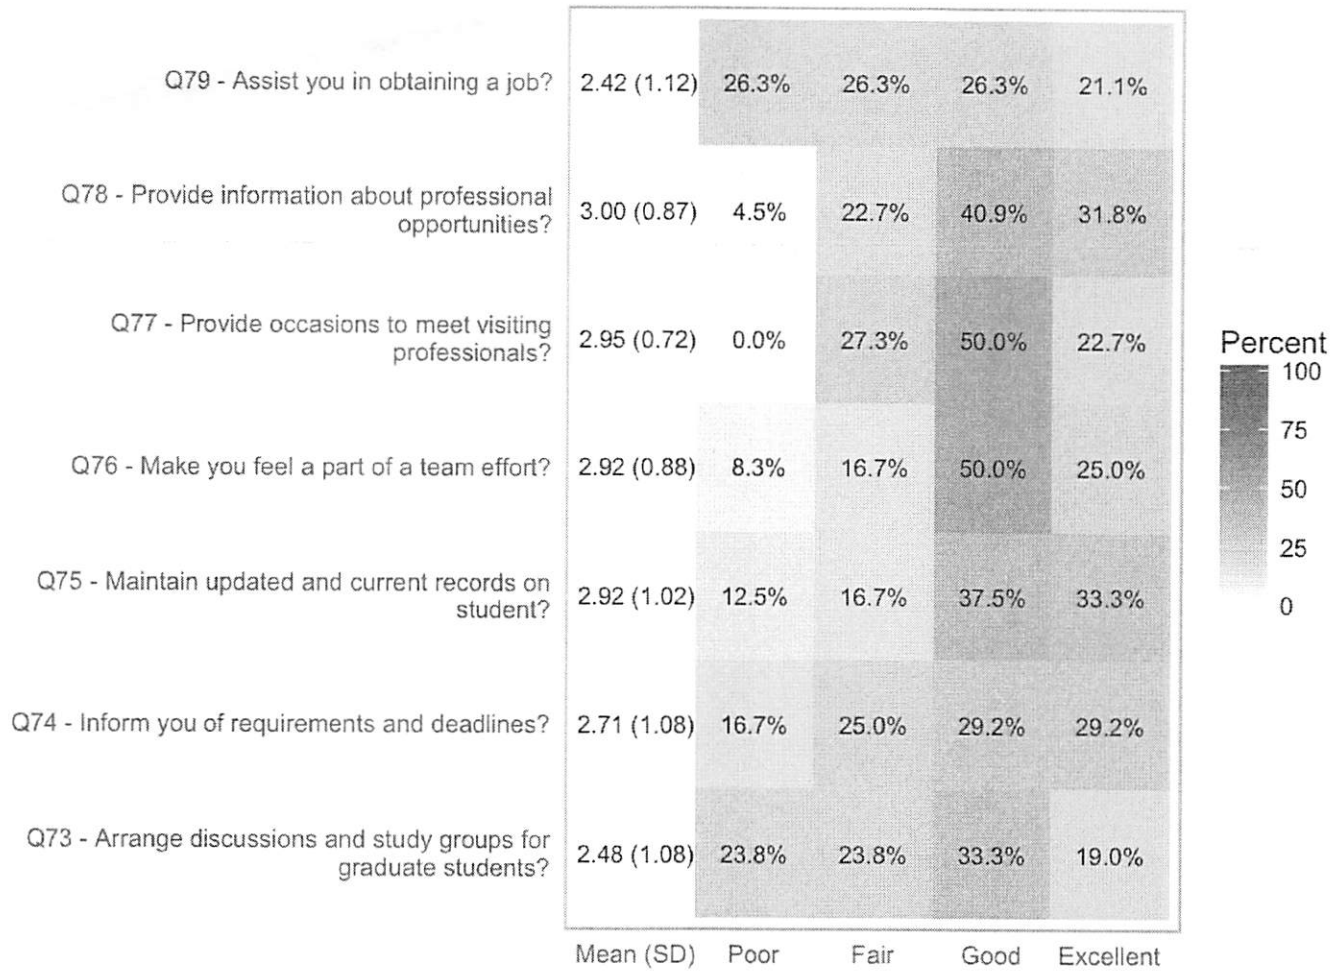 Q79 - Assist you in obtaining a job? 2.42 (1.12) 26.3% 26.3% 26.3% 21.1%
Q78 - Provide information about professional
opportunities? 3.00 (0.87) 4.5% 22.7% 40.9% 31.8%
Q77 - Provide occasions to meet visiting
professionals? 2.95 (0.72) 0.0% 27.3% 50.0% 22.7%
Q76 - Make you feel a part of a team effort? 2.92 (0.88) 8.3% 16.7% 50.0% 25.0%
Q75 - Maintain updated and current records on
student? 2.92 (1.02) 12.5% 16.7% 37.5% 33.3%
Q74 - Inform you of requirements and deadlines? 2.71 (1.08) 16.7% 25.0% 29.2% 29.2%
Q73 - Arrange discussions and study groups for
graduate students? 2.48 (1.08) 23.8% 23.8% 33.3% 19.0%
Mean (SD) Poor Fair Good Excellent
Percent
100
75
50
25
0